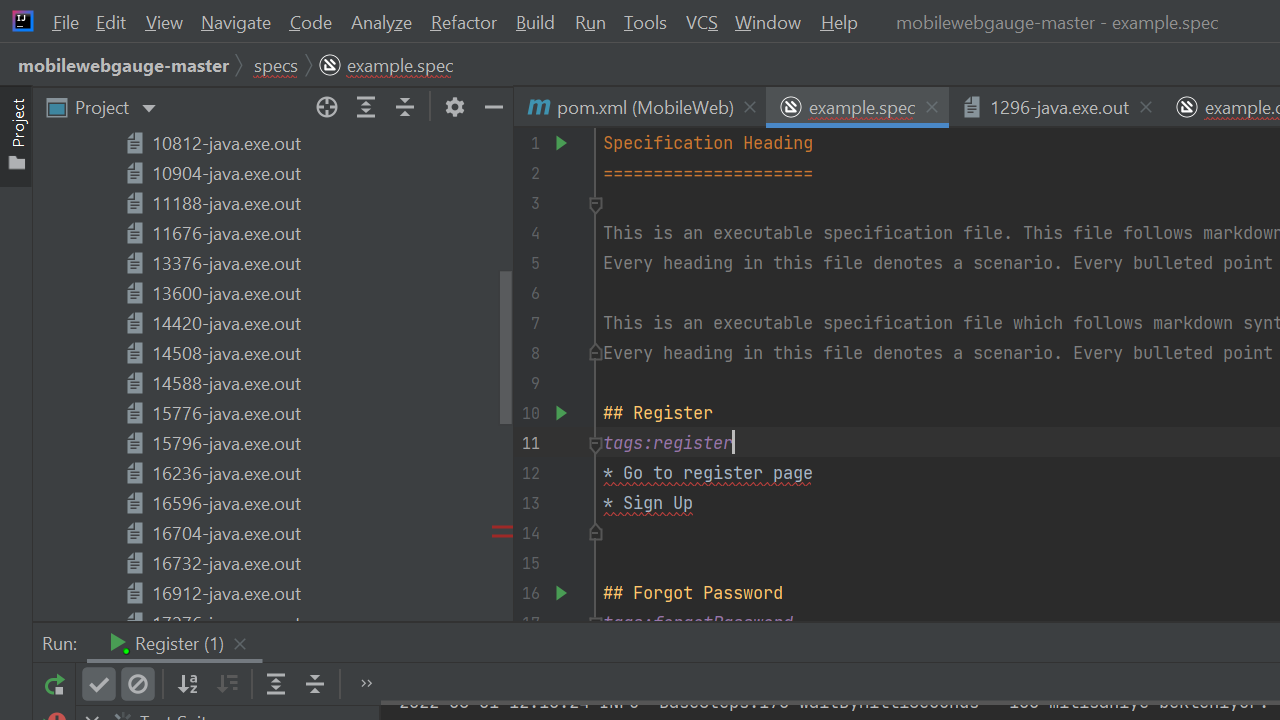 File Edit View Navigate Code Analyze Refactor Build Run Tools VCS Window Help mobilewebgauge-master - example.spec
mobilewebgauge-master specs example.spec
Project
Project
10812-java.exe.out
10904-java.exe.out
11188-java.exe.out
11676-java.exe.out
13376-java.exe.out
13600-java.exe.out
14420-java.exe.out
14508-java.exe.out
14588-java.exe.out
15776-java.exe.out
15796-java.exe.out
16236-java.exe.out
16596-java.exe.out
16704-java.exe.out
16732-java.exe.out
16912-java.exe.out
pom.xml (MobileWeb) example.spec 1296-java.exe.out
1 Specification Heading
2 =====================
3
4 This is an executable specification file. This file follows markdown
5 Every heading in this file denotes a scenario. Every bulleted point
6
7 This is an executable specification file which follows markdown synt
8 Every heading in this file denotes a scenario. Every bulleted point
9
10 ## Register
11 tags:register
12 * Go to register page
13 * Sign Up
14
15
16 ## Forgot Password
17 tags:forgotPassword
Run: Register (1)